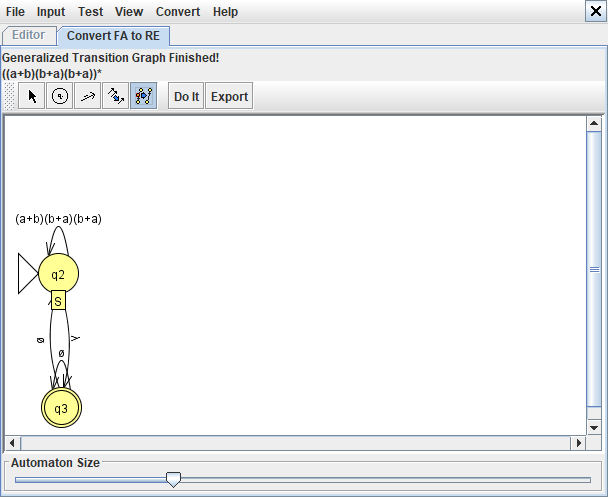 File Input Test View Convert Help
Editor Convert FA to RE
Generalized Transition Graph Finished!
((a+b)(b+a)(b+a))*
Do It Export
(a+b)(b+a)(b+a)
q2
S
ø λ
ø
q3
Automaton Size